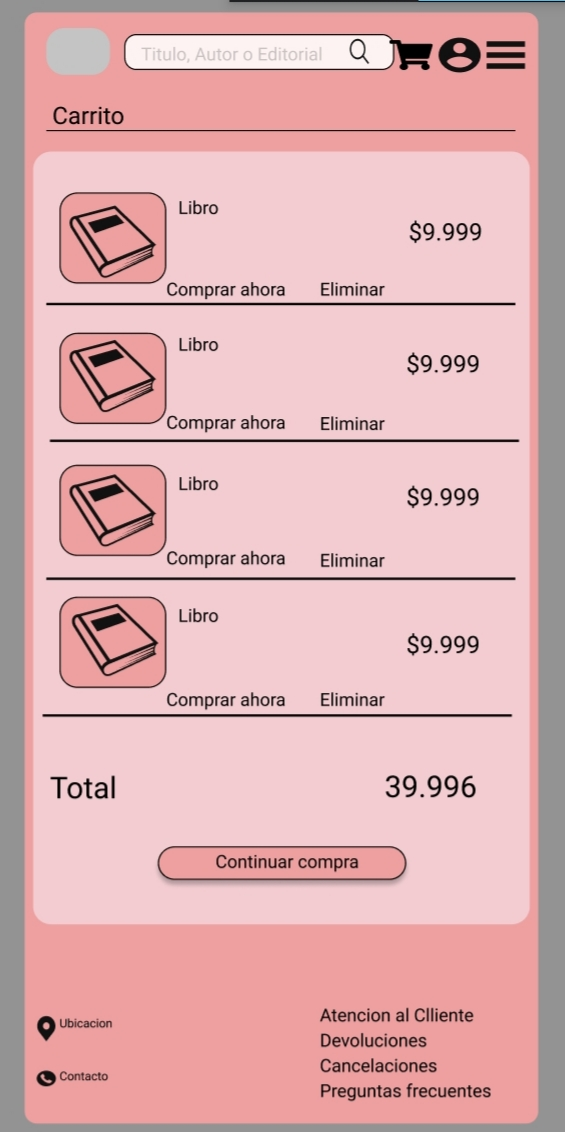 Titulo, Autor o Editorial
Carrito
Libro
$9.999
Comprar ahora Eliminar
Libro
$9.999
Comprar ahora Eliminar
Libro
$9.999
Comprar ahora Eliminar
Libro
$9.999
Comprar ahora Eliminar
Total 39.996
Continuar compra
Ubicacion
Contacto
Atencion al Clliente
Devoluciones
Cancelaciones
Preguntas frecuentes